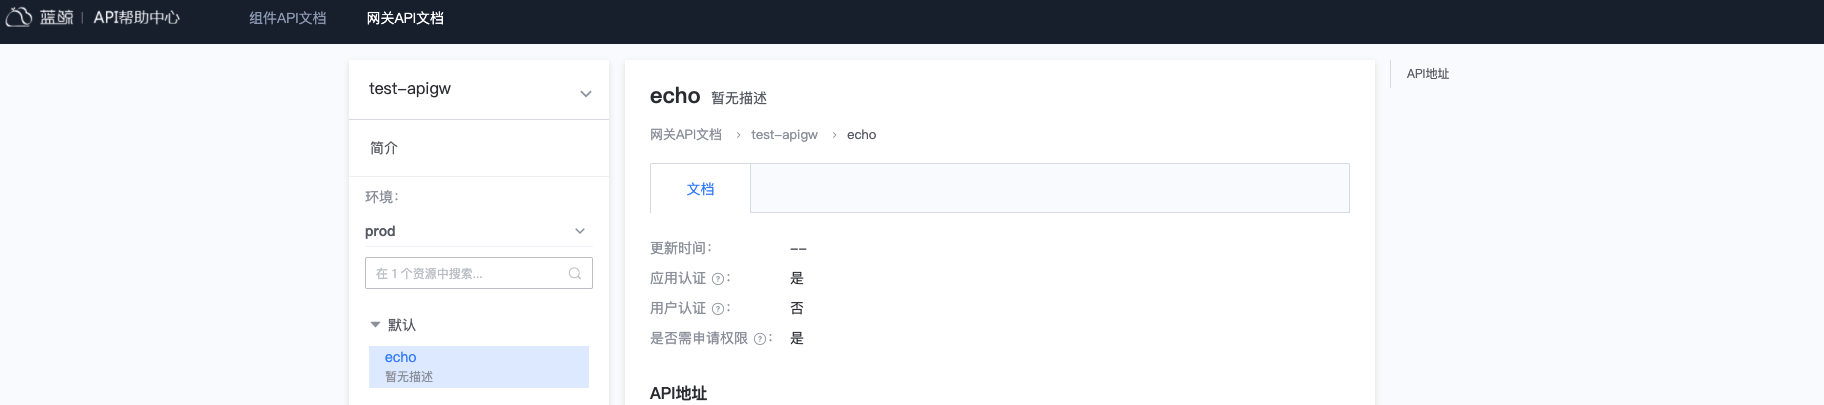 蓝鲸 | API帮助中心
组件API文档
网关API文档
test-apigw
简介
环境：
prod
在 1 个资源中搜索...
默认
echo
暂无描述
echo 暂无描述
网关API文档 › test-apigw › echo
文档
更新时间： --
应用认证 ?： 是
用户认证 ?： 否
是否需申请权限 ?： 是
API地址
API地址